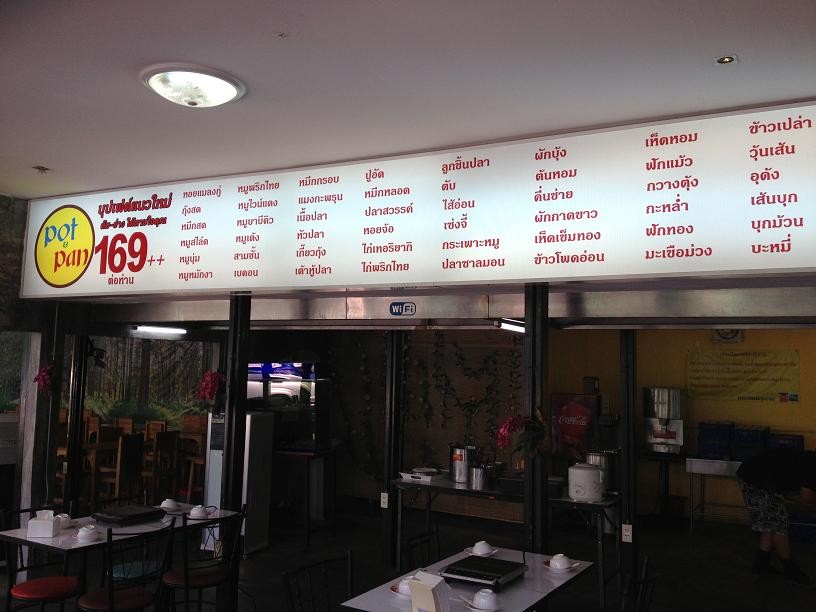 pot
&
pan
บุปเฟ่ต์แนวใหม่
169++
ต่อท่าน
หอยแมลงภู่
กุ้งสด
หมึกสด
หมูสไล์ด
หมูนุ่ม
หมูหมักงา
หมูพริกไทย
หมูไวน์แดง
หมูบาบีคิว
หมูเด้ง
สามชั้น
เบคอน
หมึกกรอบ
แมงกะพรุน
เนื้อปลา
หัวปลา
เกี๊ยวกุ้ง
เต้าหู้ปลา
ปูอัด
หมึกหลอด
ปลาสวรรค์
หอยจ้อ
ไก่เทอริยากิ
ไก่พริกไทย
ลูกชิ้นปลา
ตับ
ไส้อ่อน
เซ่งจี๊
กระเพาะหมู
ปลาซาลมอน
ผักบุ้ง
ต้นหอม
คื่นช่าย
ผักกาดขาว
เห็ดเข็มทอง
ข้าวโพดอ่อน
เห็ดหอม
ฟักแม้ว
กวางตุ้ง
กะหล่ำ
ฟักทอง
มะเขือม่วง
ข้าวเปล่า
วุ้นเส้น
อุด้ง
เส้นบุก
บุกม้วน
บะหมี่
WiFi
Coca-Cola